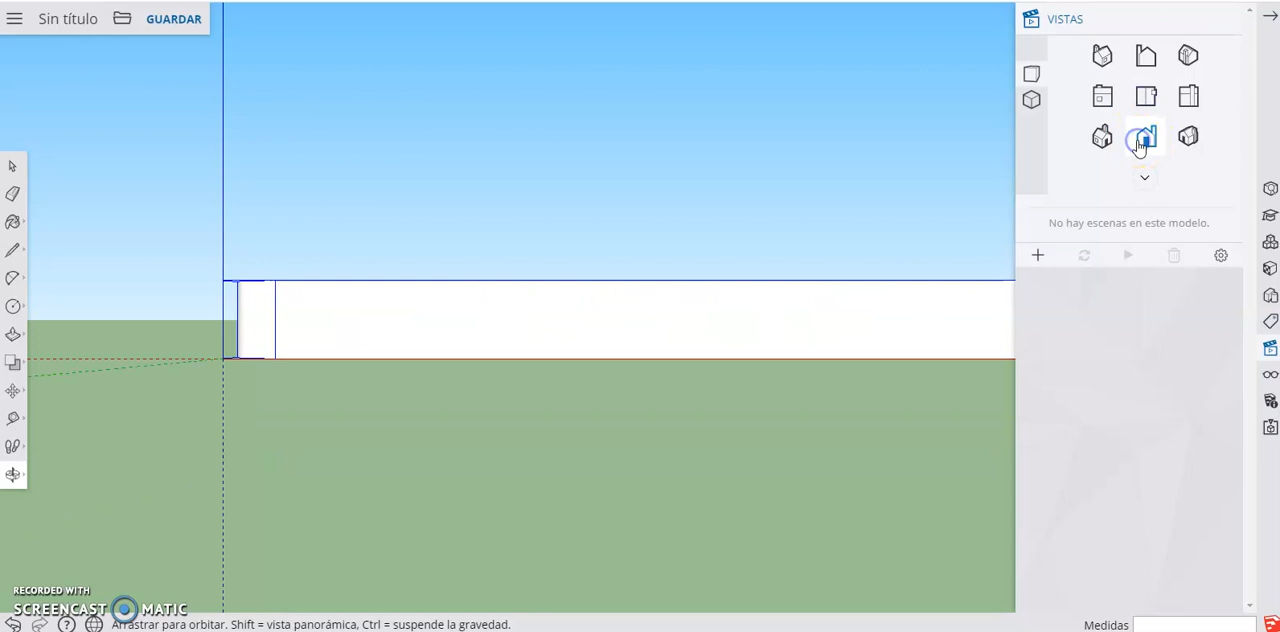 Sin título
GUARDAR
VISTAS
No hay escenas en este modelo.
RECORDED WITH
SCREENCAST MATIC
Arrastrar para orbitar. Shift = vista panorámica, Ctrl = suspende la gravedad.
Medidas